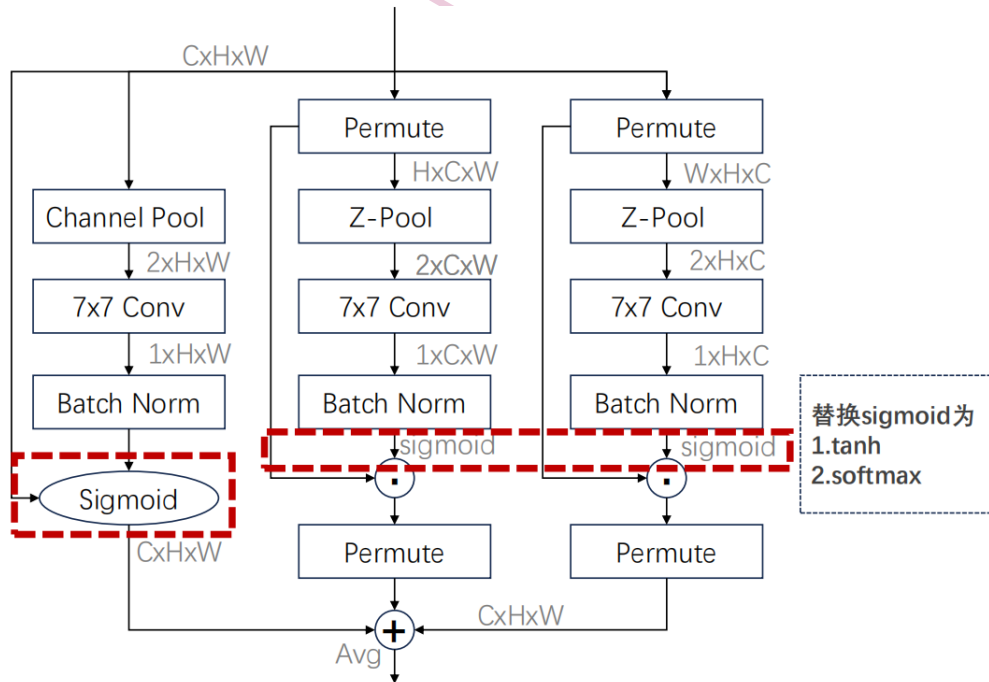 CxHxW
Permute
Permute
HxCxW
WxHxC
Channel Pool
Z-Pool
Z-Pool
2xHxW
2xCxW
2xHxC
7x7 Conv
7x7 Conv
7x7 Conv
1xHxW
1xCxW
1xHxC
Batch Norm
Batch Norm
Batch Norm
sigmoid
sigmoid
替换sigmoid为
1.tanh
2.softmax
Sigmoid
CxHxW
Permute
Permute
CxHxW
Avg